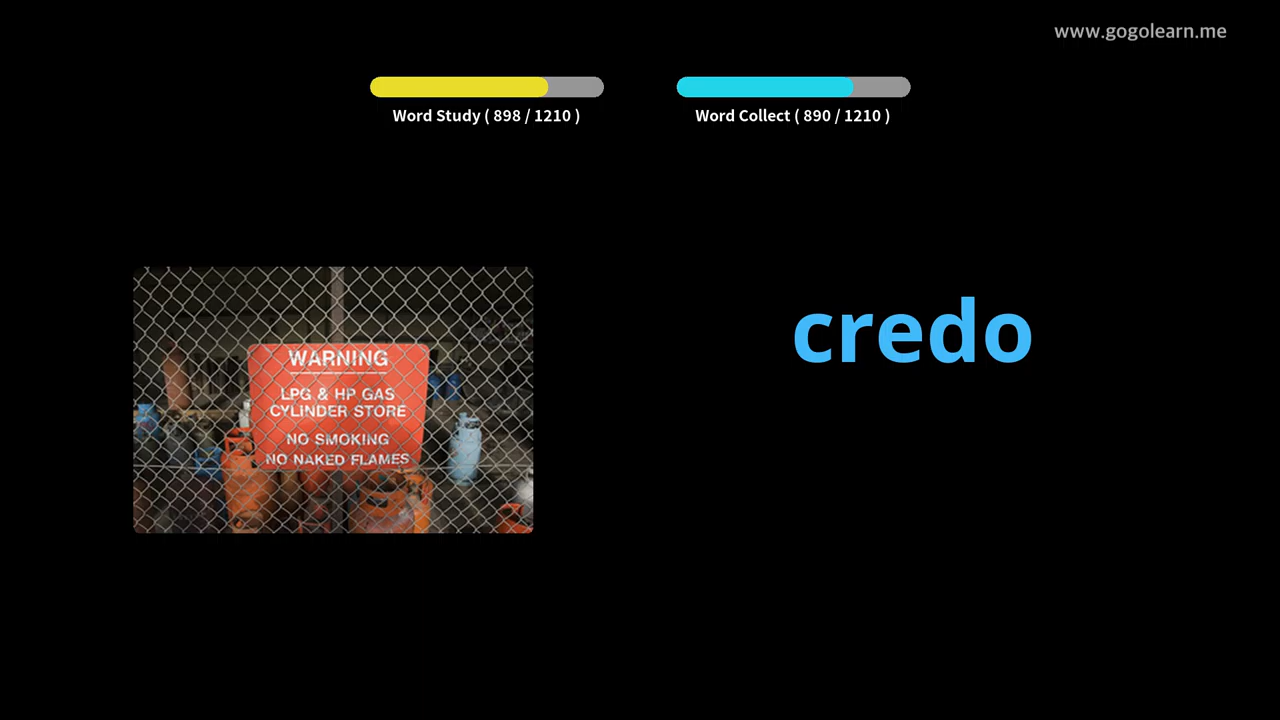 www.gogolearn.me
Word Study ( 898 / 1210 )
Word Collect ( 890 / 1210 )
credo
WARNING
LPG & HP GAS
CYLINDER STORE
NO SMOKING
NO NAKED FLAMES